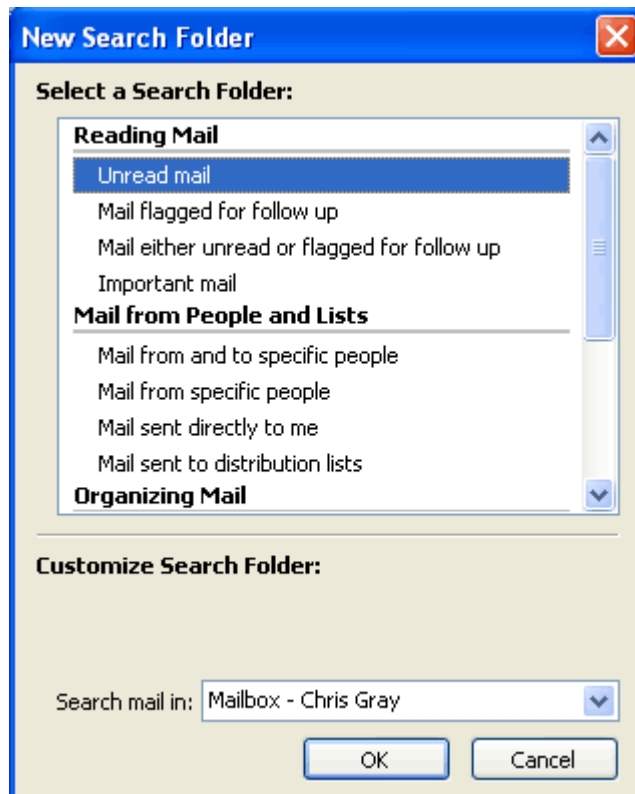 New Search Folder
Select a Search Folder:
Reading Mail
Unread mail
Mail flagged for follow up
Mail either unread or flagged for follow up
Important mail
Mail from People and Lists
Mail from and to specific people
Mail from specific people
Mail sent directly to me
Mail sent to distribution lists
Organizing Mail
Customize Search Folder:
Search mail in: Mailbox - Chris Gray
OK Cancel